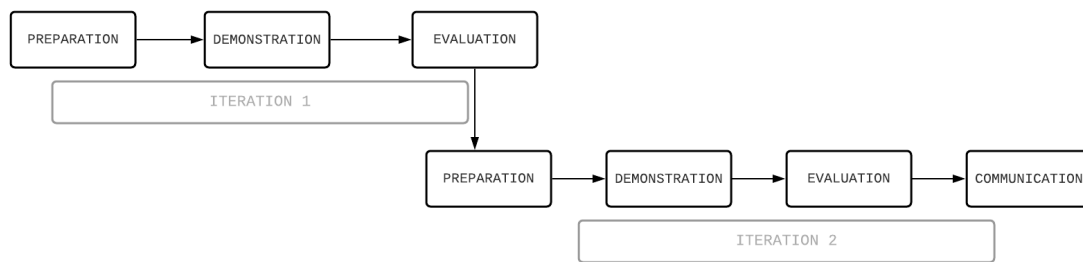 PREPARATION
DEMONSTRATION
EVALUATION
ITERATION 1
PREPARATION
DEMONSTRATION
EVALUATION
COMMUNICATION
ITERATION 2